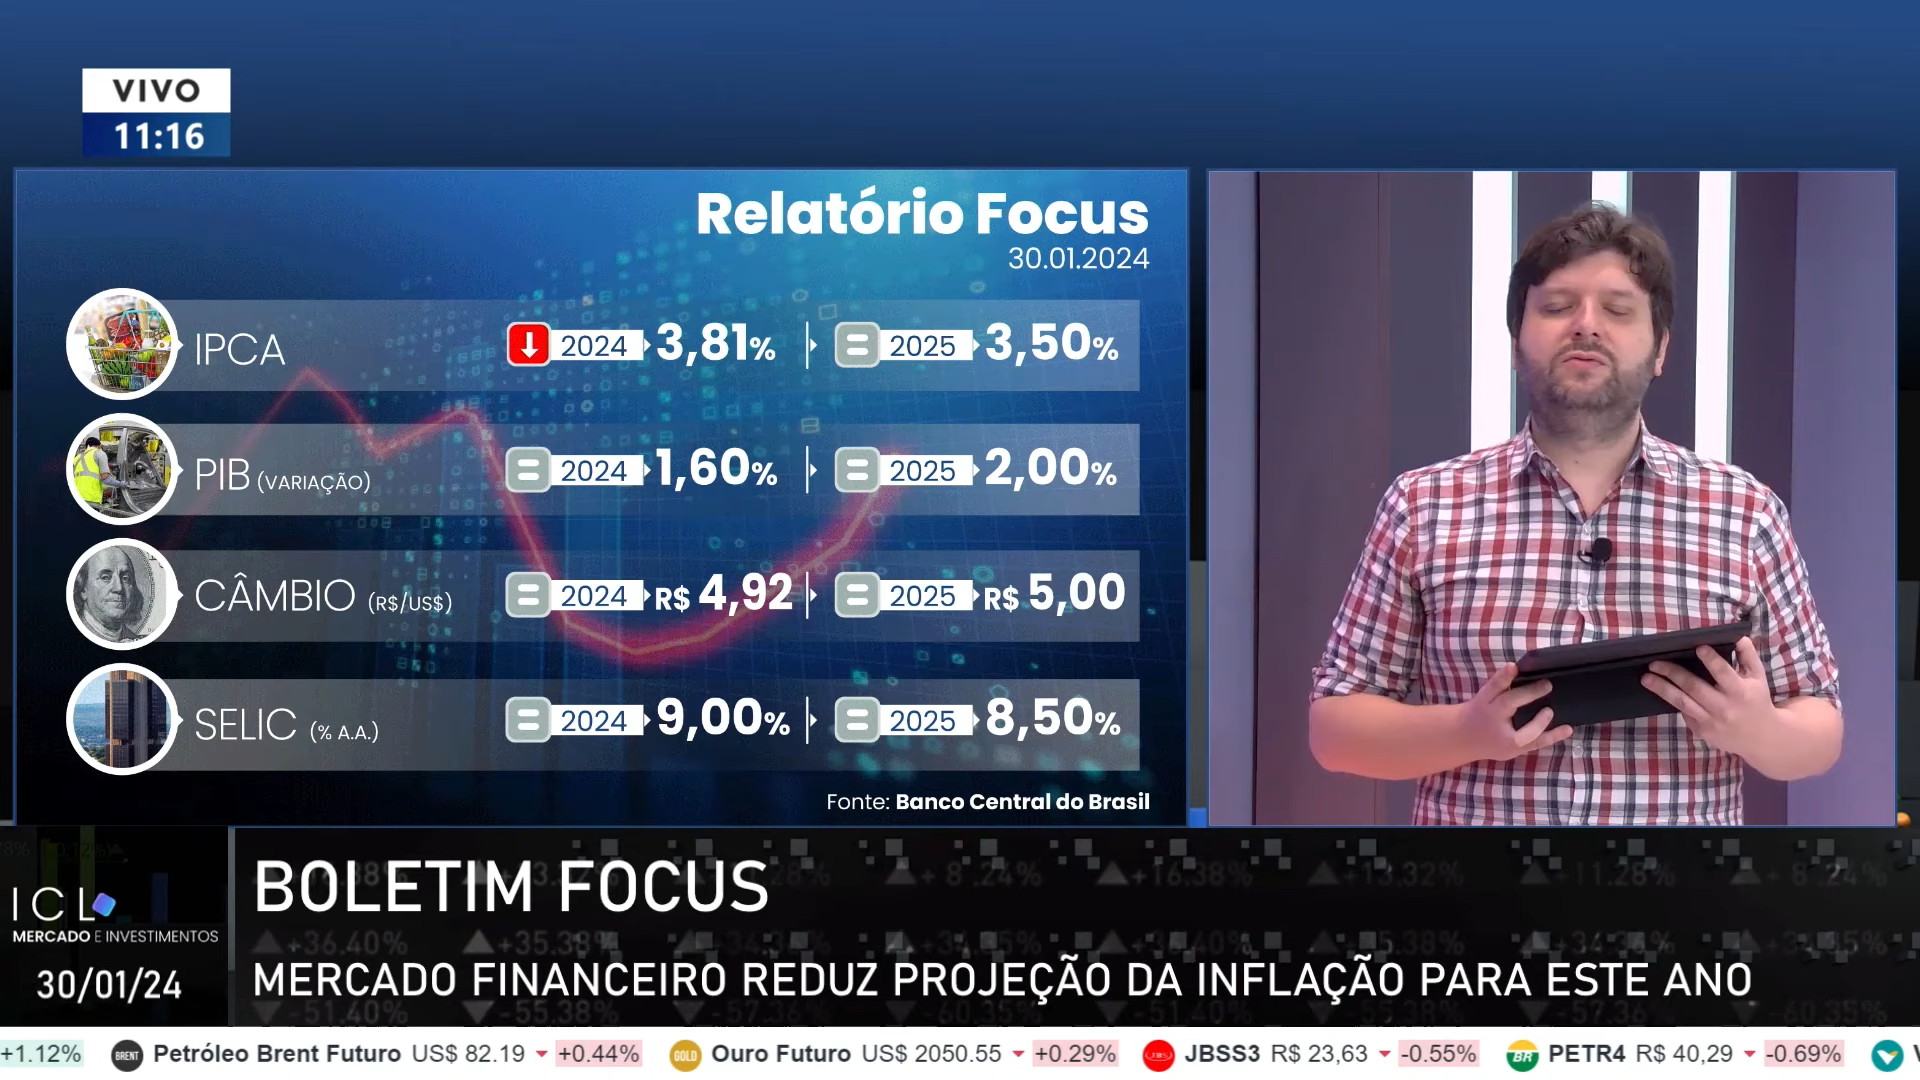 VIVO
11:16
Relatório Focus
30.01.2024
IPCA 2024 3,81% 2025 3,50%
PIB (VARIAÇÃO) 2024 1,60% 2025 2,00%
CÂMBIO (R$/US$) 2024 R$ 4,92 2025 R$ 5,00
SELIC (% A.A.) 2024 9,00% 2025 8,50%
Fonte: Banco Central do Brasil
BOLETIM FOCUS
ICL
MERCADO E INVESTIMENTOS
30/01/24
MERCADO FINANCEIRO REDUZ PROJEÇÃO DA INFLAÇÃO PARA ESTE ANO
+1.12% BRENT Petróleo Brent Futuro US$ 82.19 +0.44% GOLD Ouro Futuro US$ 2050.55 +0.29% JBS JBSS3 R$ 23,63 -0.55% BR PETR4 R$ 40,29 -0.69%